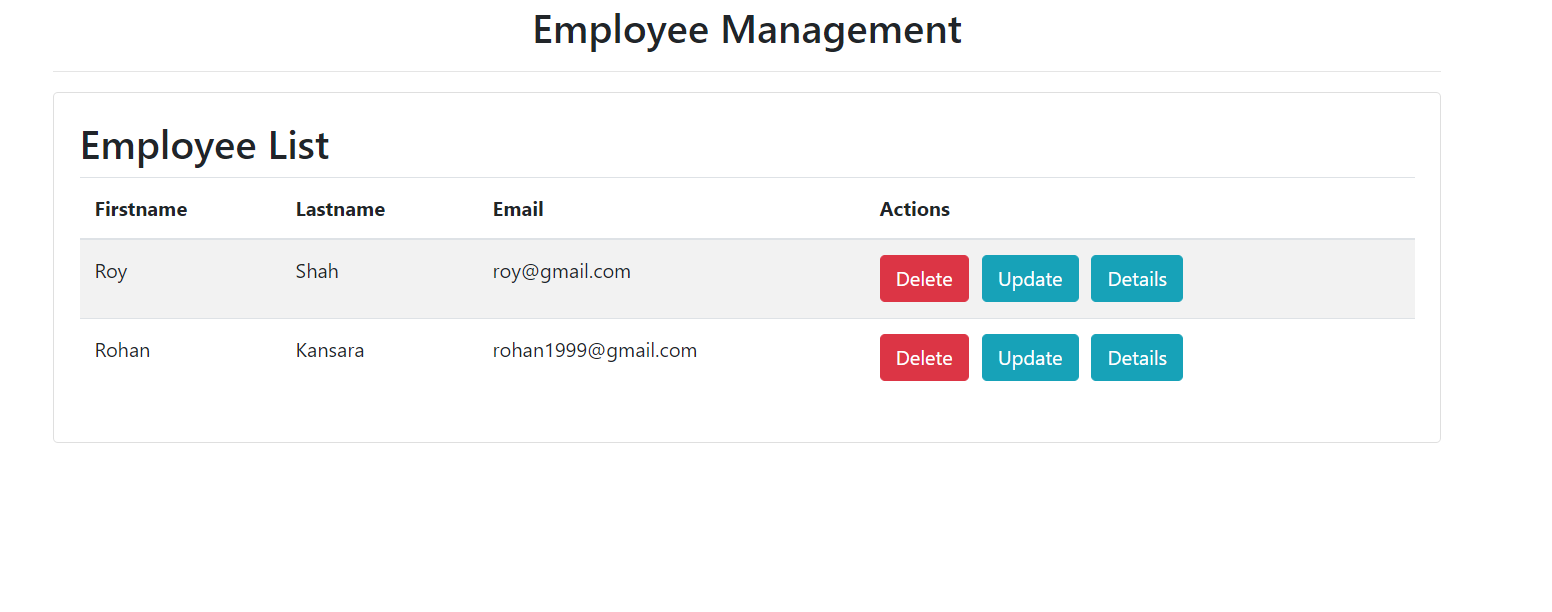 Employee Management
Employee List
Firstname Lastname Email Actions
Roy Shah roy@gmail.com Delete Update Details
Rohan Kansara rohan1999@gmail.com Delete Update Details